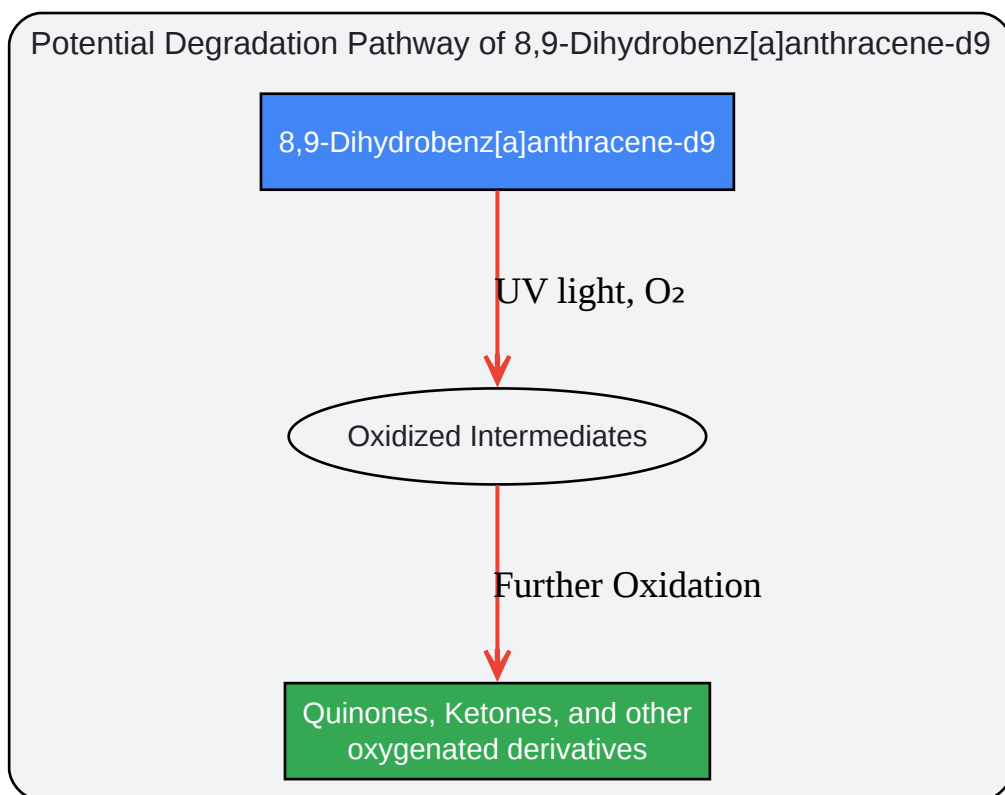 Potential Degradation Pathway of 8,9-Dihydrobenz[a]anthracene-d9
8,9-Dihydrobenz[a]anthracene-d9
UV light, O₂
Oxidized Intermediates
Further Oxidation
Quinones, Ketones, and other
oxygenated derivatives